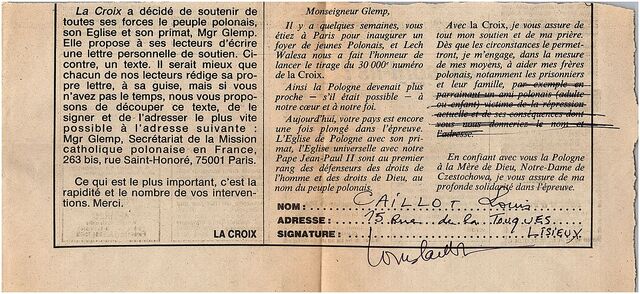 La Croix a décidé de soutenir de
toutes ses forces le peuple polonais,
son Eglise et son primat, Mgr Glemp.
Elle propose à ses lecteurs d'écrire
une lettre personnelle de soutien. Ci-
contre, un texte. Il serait mieux que
chacun de nos lecteurs rédige sa pro-
pre lettre, à sa guise, mais si vous
n'avez pas le temps, nous vous propo-
sons de découper ce texte, de le
signer et de l'adresser le plus vite
possible à l'adresse suivante :
Mgr Glemp, Secrétariat de la Mission
catholique polonaise en France,
263 bis, rue Saint-Honoré, 75001 Paris.
Ce qui est le plus important, c'est la
rapidité et le nombre de vos interven-
tions. Merci.
LA CROIX
Monseigneur Glemp,
Il y a quelques semaines, vous
étiez à Paris pour inaugurer un
foyer de jeunes Polonais, et Lech
Walesa nous a fait l'honneur de
lancer le tirage du 30 000e numéro
de la Croix.
Ainsi la Pologne devenait plus
proche — s'il était possible — à
notre cœur et à notre foi.
Aujourd'hui, votre pays est encore
une fois plongé dans l'épreuve.
L'Eglise de Pologne avec son pri-
mat, l'Eglise universelle avec notre
Pape Jean-Paul II sont au premier
rang des défenseurs des droits de
l'homme et des droits de Dieu, au
nom du peuple polonais.
Avec la Croix, je vous assure de
tout mon soutien et de ma prière.
Dès que les circonstances le permet-
tront, je m'engage, dans la mesure
de mes moyens, à aider mes frères
polonais, notamment les prisonniers
et leur famille, par exemple en
parrainant un ami polonais (adulte
ou enfant) victime de la répression
actuelle et de ses conséquences dont
vous me donneriez le nom et
l'adresse.
En confiant avec vous la Pologne
à la Mère de Dieu, Notre-Dame de
Czestochowa, je vous assure de ma
profonde solidarité dans l'épreuve.
NOM : CAILLOT Louis
ADRESSE : 15 Rue de la Touques
SIGNATURE : LISIEUX